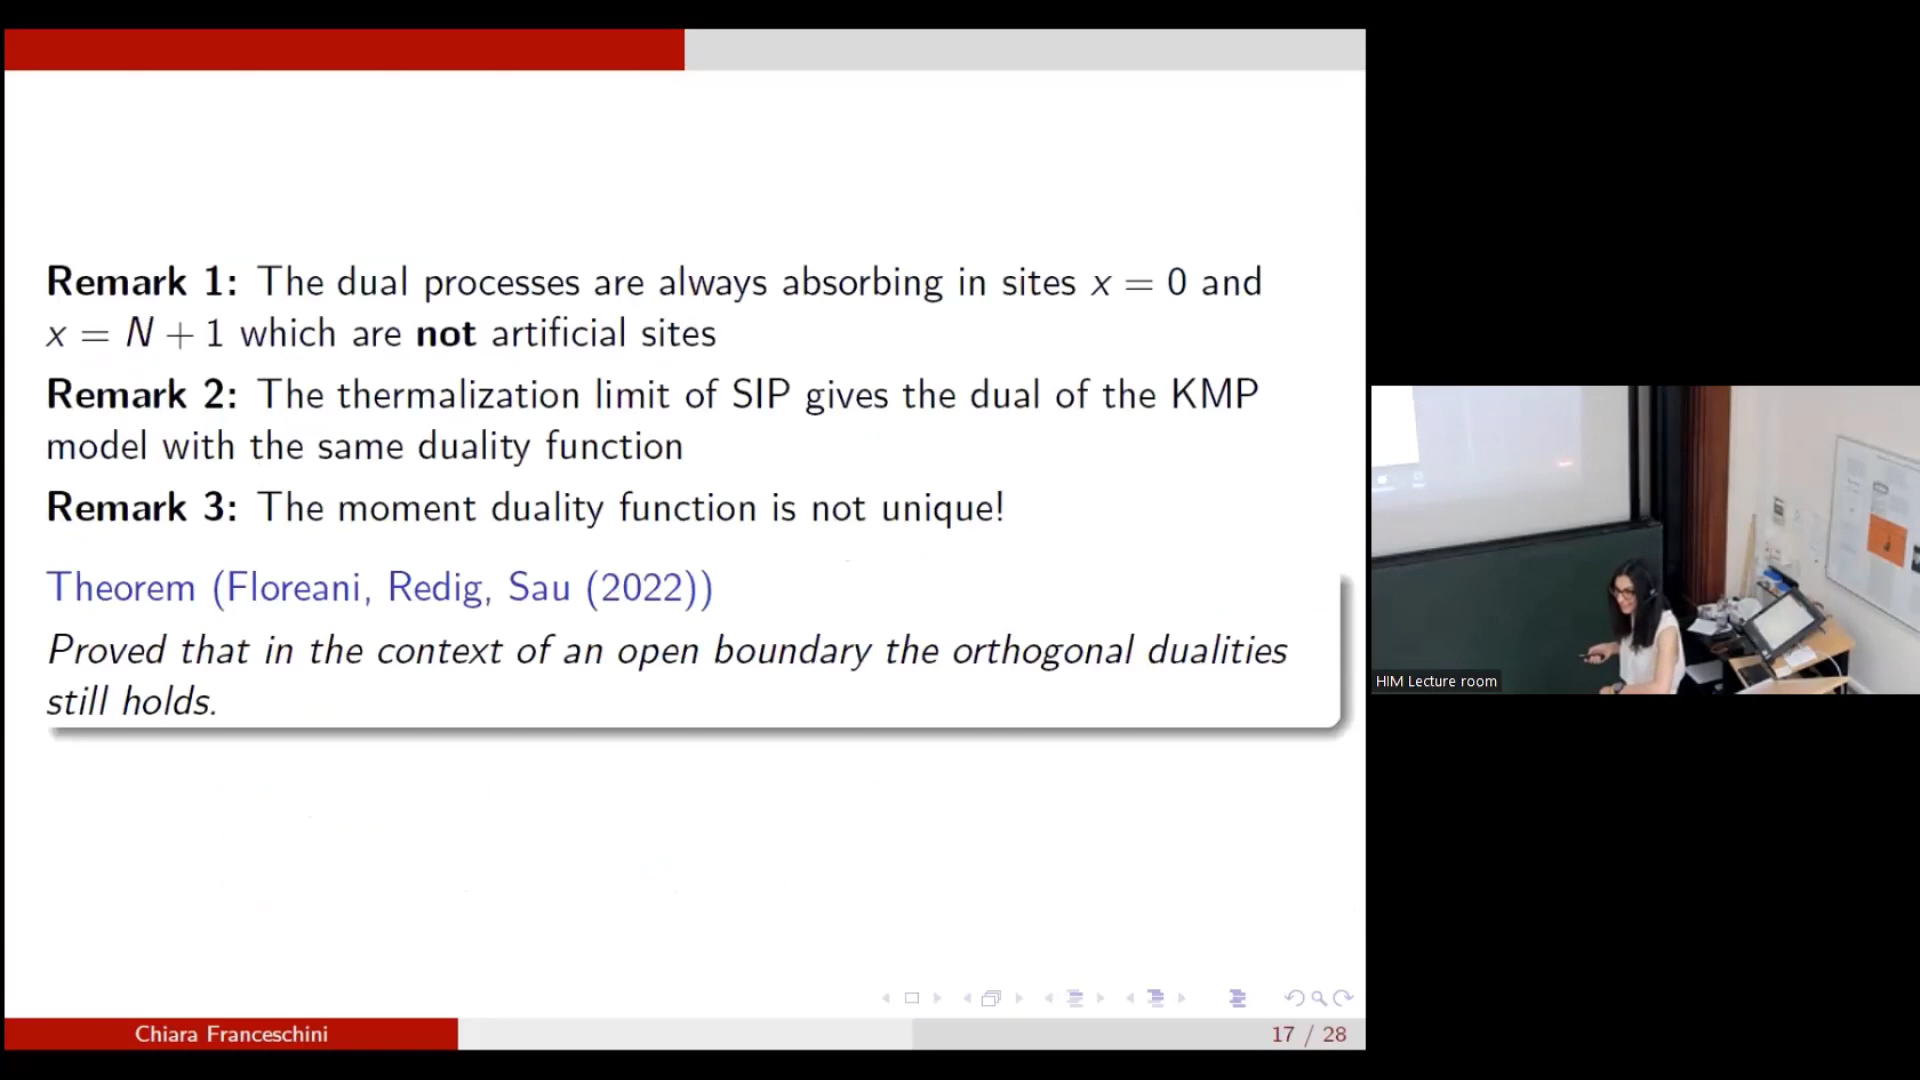 Remark 1: The dual processes are always absorbing in sites x = 0 and
x = N + 1 which are not artificial sites
Remark 2: The thermalization limit of SIP gives the dual of the KMP
model with the same duality function
Remark 3: The moment duality function is not unique!
Theorem (Floreani, Redig, Sau (2022))
Proved that in the context of an open boundary the orthogonal dualities
still holds.
Chiara Franceschini
17 / 28
HIM Lecture room